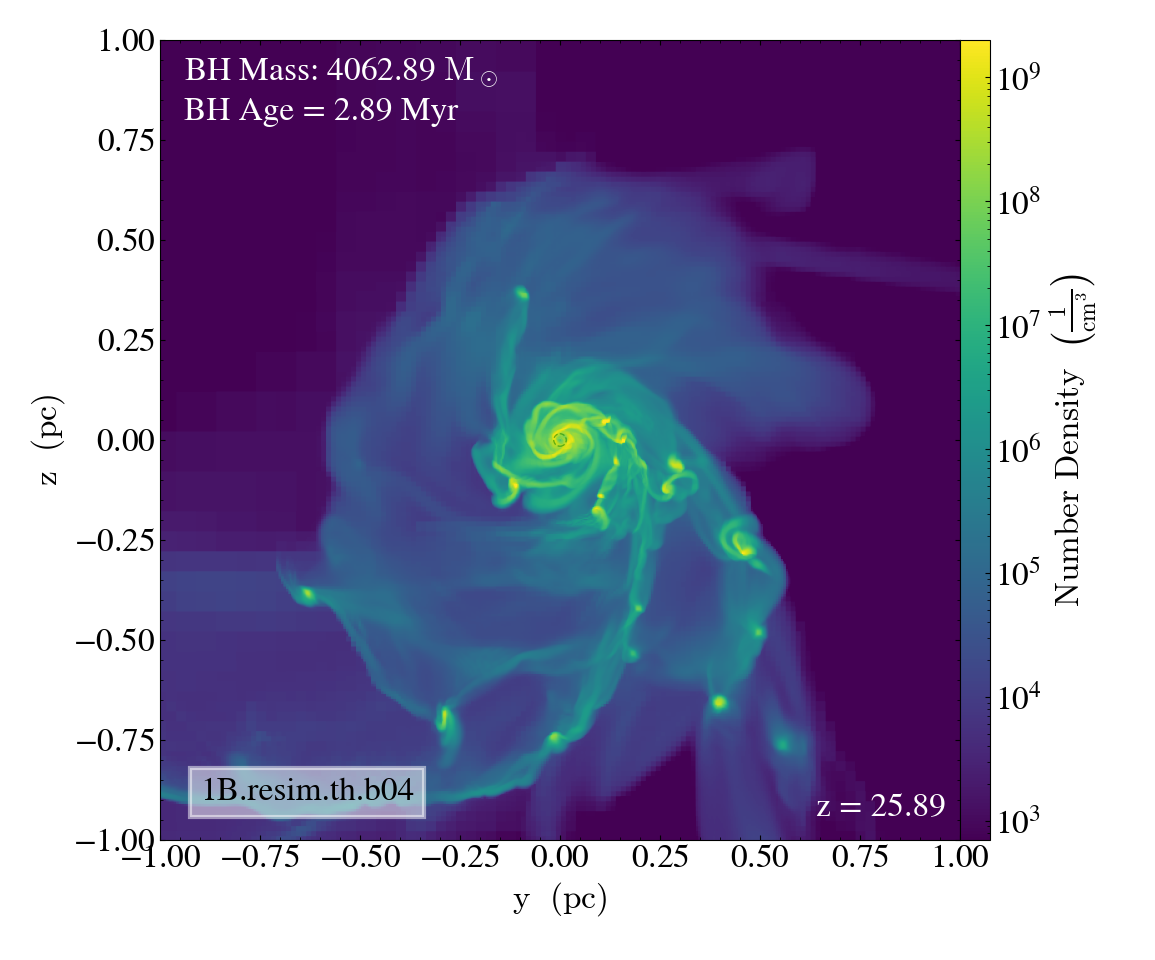 BH Mass: 4062.89 M⊙
BH Age = 2.89 Myr
1.00
0.75
0.50
0.25
0.00
−0.25
−0.50
−0.75
−1.00
z (pc)
1B.resim.th.b04
z = 25.89
−1.00 −0.75 −0.50 −0.25 0.00 0.25 0.50 0.75 1.00
y (pc)
10⁹
10⁸
10⁷
10⁶
10⁵
10⁴
10³
Number Density (1/cm³)